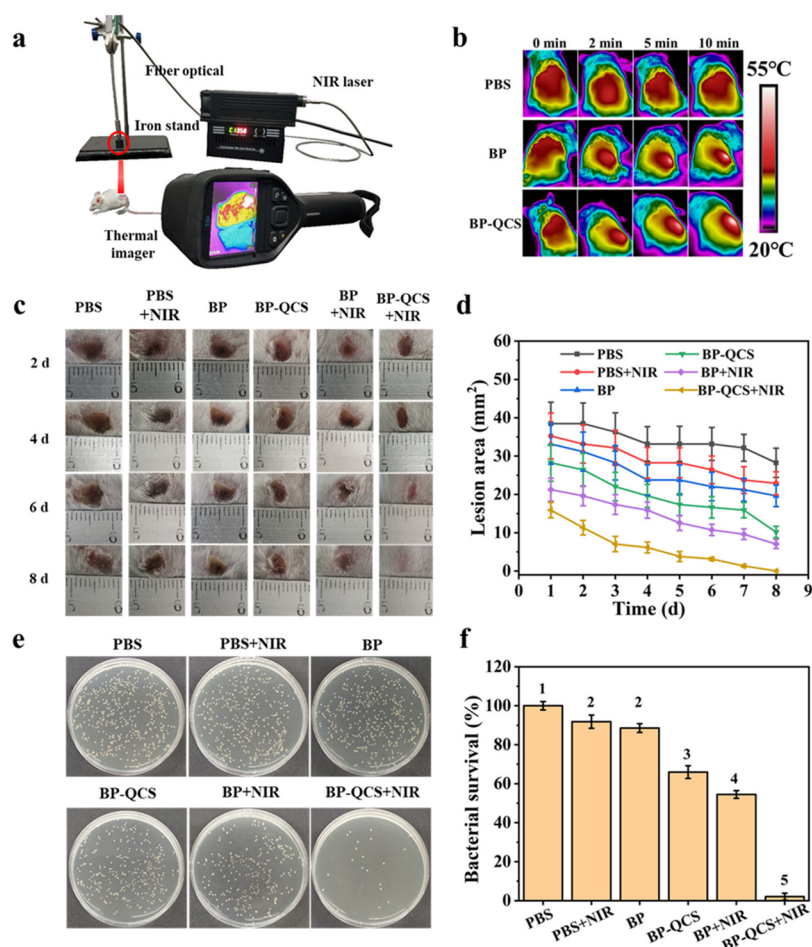 a
Fiber optical
NIR laser
Iron stand
Thermal
imager
b
0 min 2 min 5 min 10 min
PBS
BP
BP-QCS
55°C
20°C
c
PBS PBS BP BP-QCS BP BP-QCS
+NIR +NIR +NIR
2 d
4 d
6 d
8 d
d
PBS BP-QCS
PBS+NIR BP+NIR
BP BP-QCS+NIR
Lesion area (mm²)
60
50
40
30
20
10
0
1 2 3 4 5 6 7 8 9
Time (d)
e
PBS PBS+NIR BP
BP-QCS BP+NIR BP-QCS+NIR
f
Bacterial survival (%)
120
100
80
60
40
20
0
1 2 2 3 4 5
PBS PBS+NIR BP BP-QCS BP+NIR BP-QCS+NIR